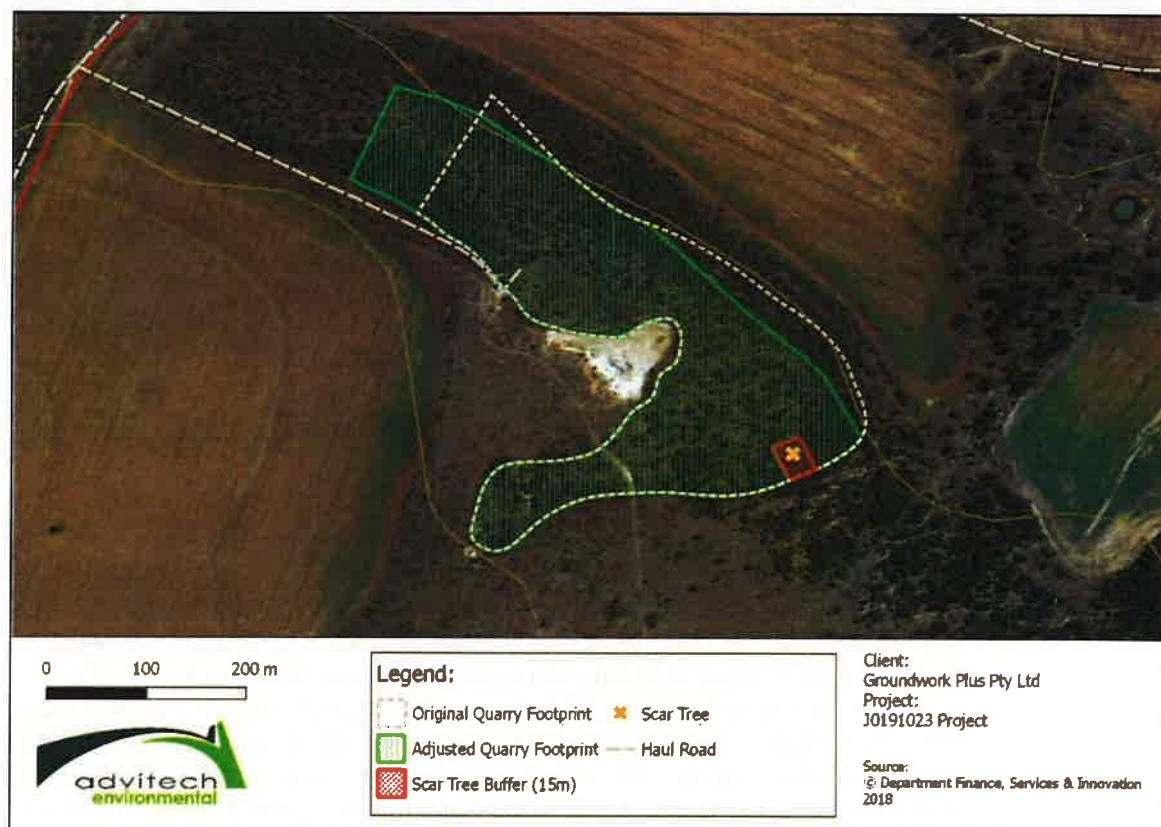 0 100 200 m
advitech
environmental
Legend:
Original Quarry Footprint
Scar Tree
Adjusted Quarry Footprint
Haul Road
Scar Tree Buffer (15m)
Client:
Groundwork Plus Pty Ltd
Project:
J0191023 Project
Source:
© Department Finance, Services & Innovation
2018